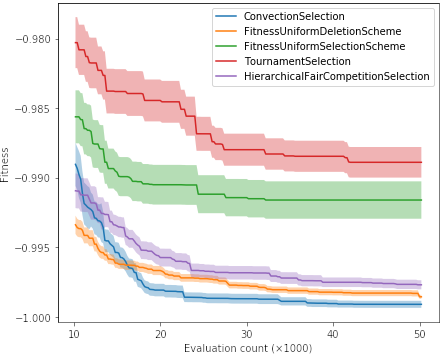 ConvectionSelection
FitnessUniformDeletionScheme
FitnessUniformSelectionScheme
TournamentSelection
HierarchicalFairCompetitionSelection
Fitness
−0.980
−0.985
−0.990
−0.995
−1.000
10 20 30 40 50
Evaluation count (×1000)